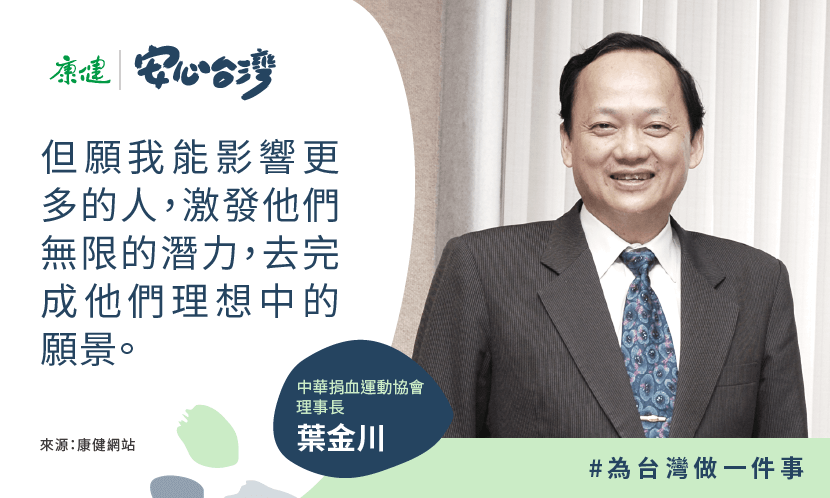 康健 安心台灣
但願我能影響更
多的人，激發他們
無限的潛力，去完
成他們理想中的
願景。
中華捐血運動協會
理事長
葉金川
來源：康健網站
#為台灣做一件事